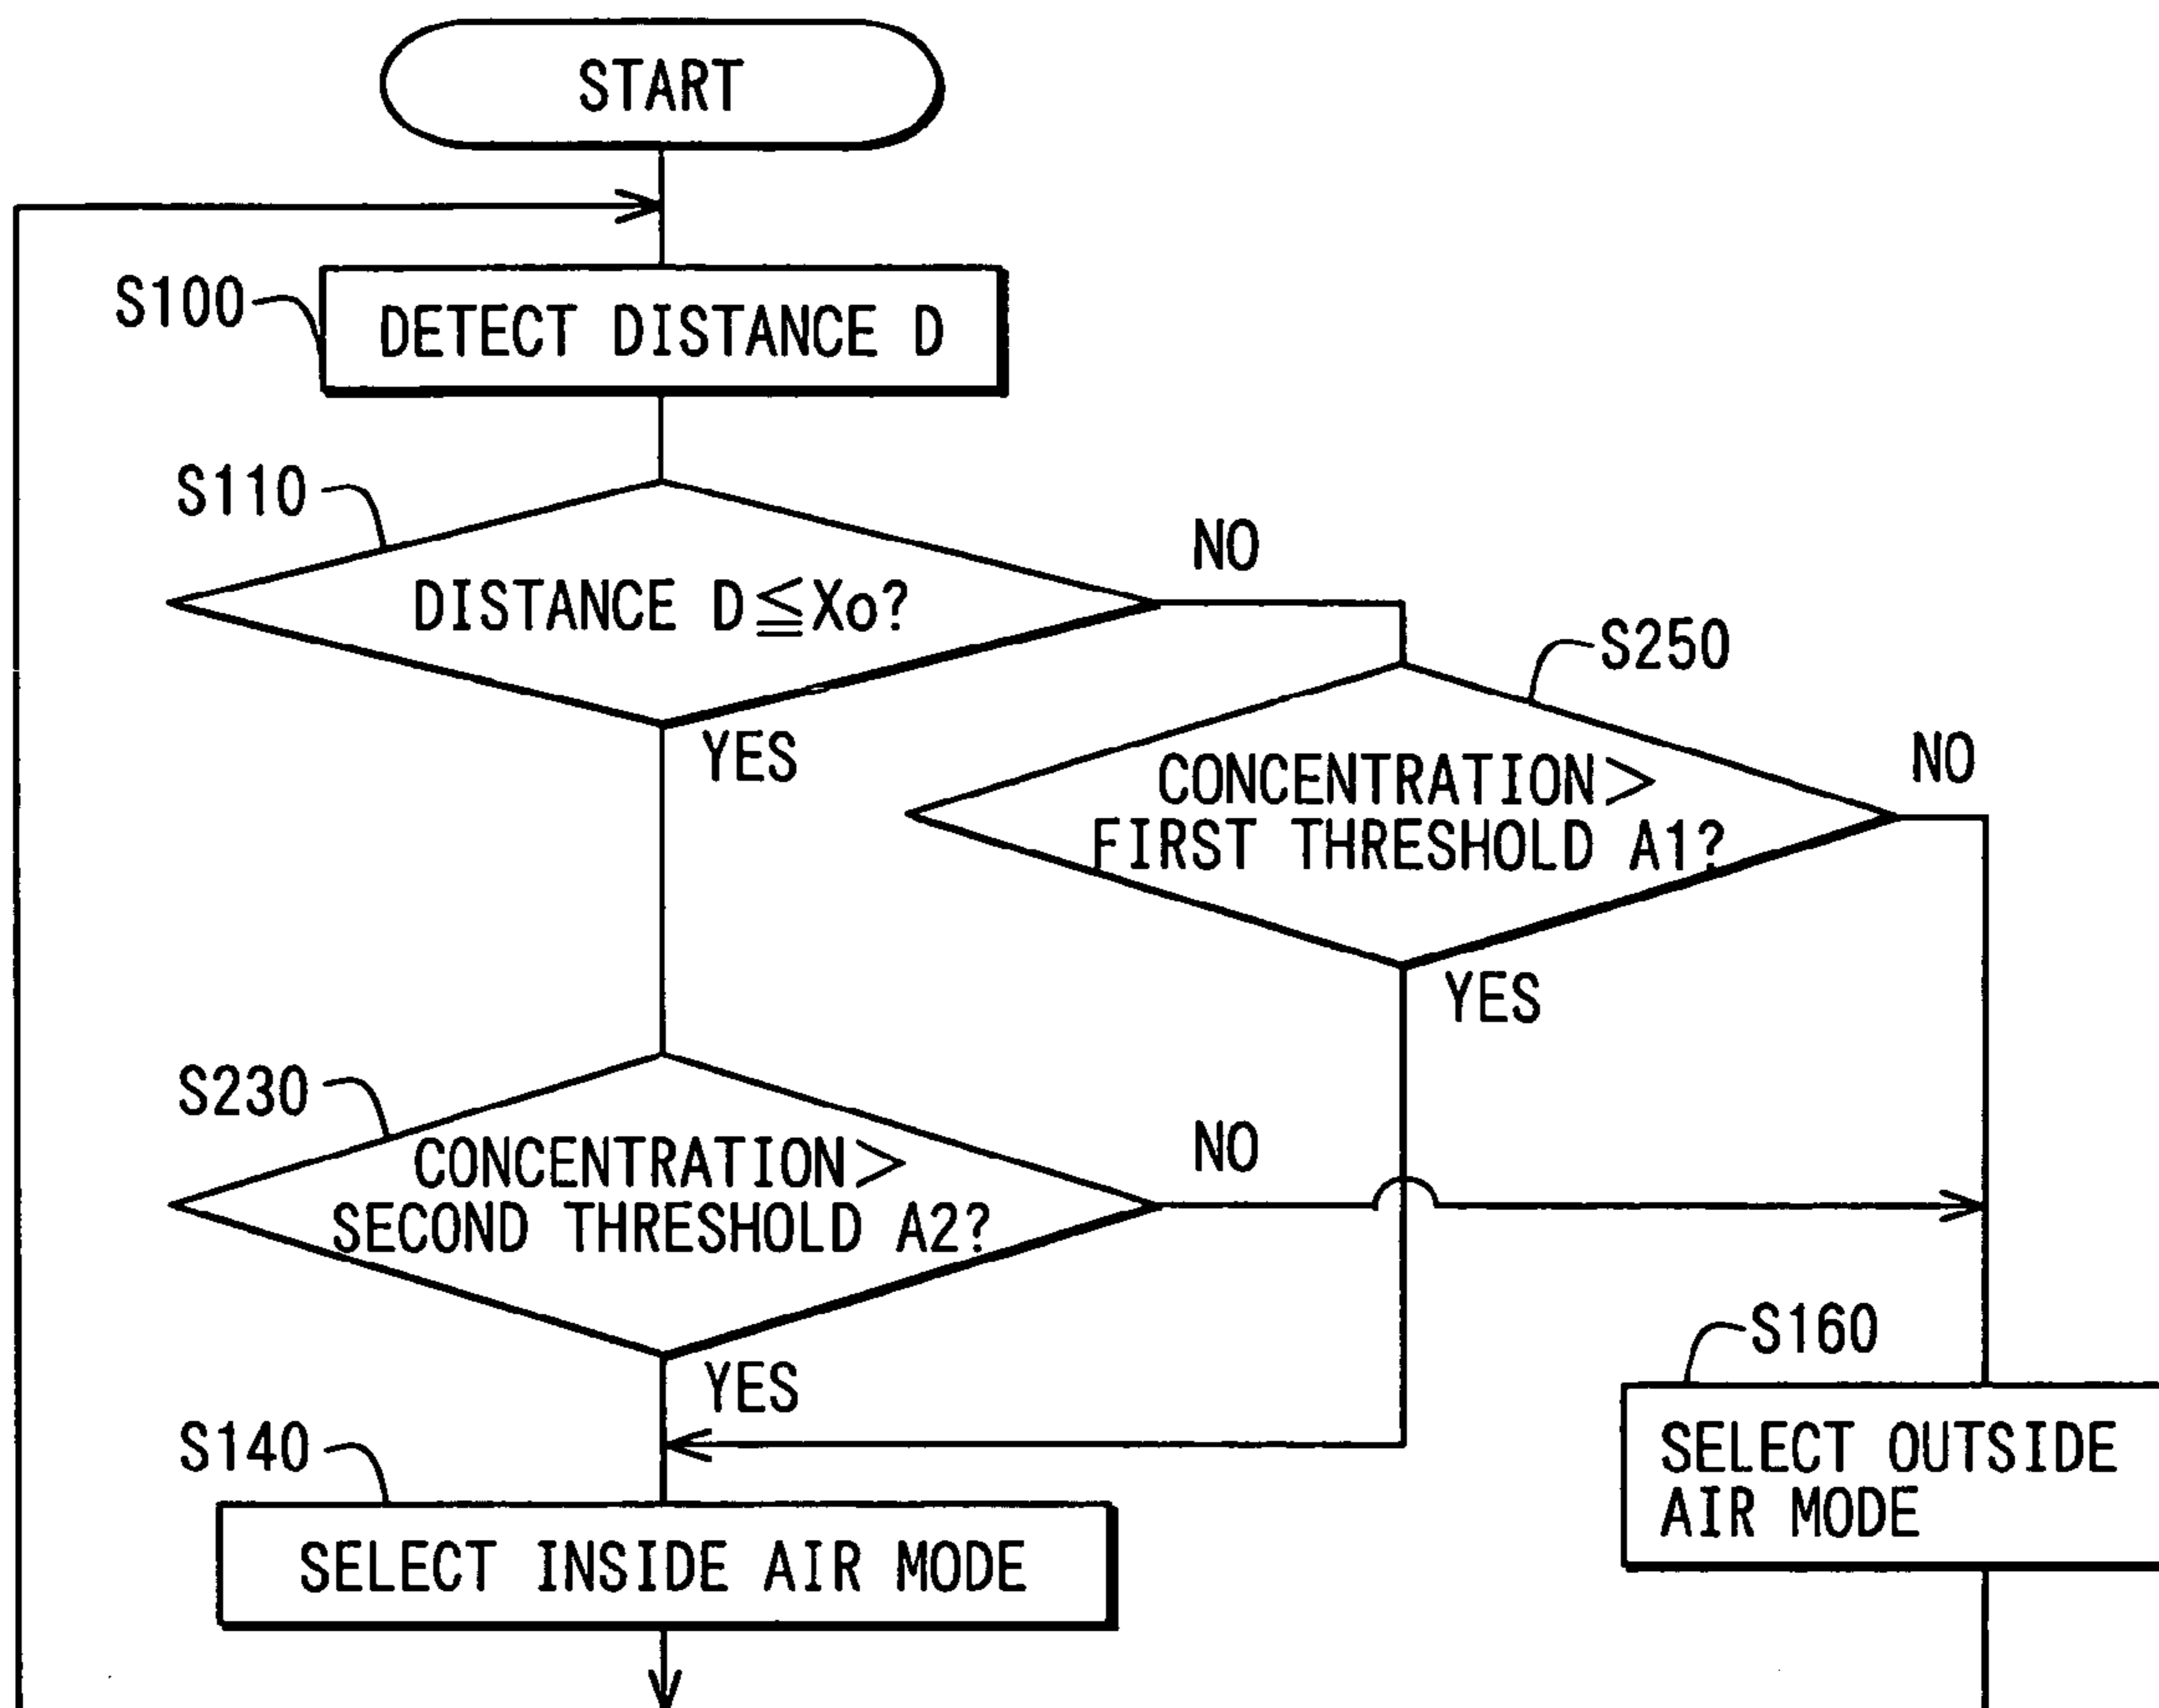 START
S100
DETECT DISTANCE D
S110
NO
DISTANCE D≦Xo?
S250
YES
NO
CONCENTRATION>
FIRST THRESHOLD A1?
YES
S230
NO
CONCENTRATION>
SECOND THRESHOLD A2?
S160
YES
S140
SELECT OUTSIDE
AIR MODE
SELECT INSIDE AIR MODE